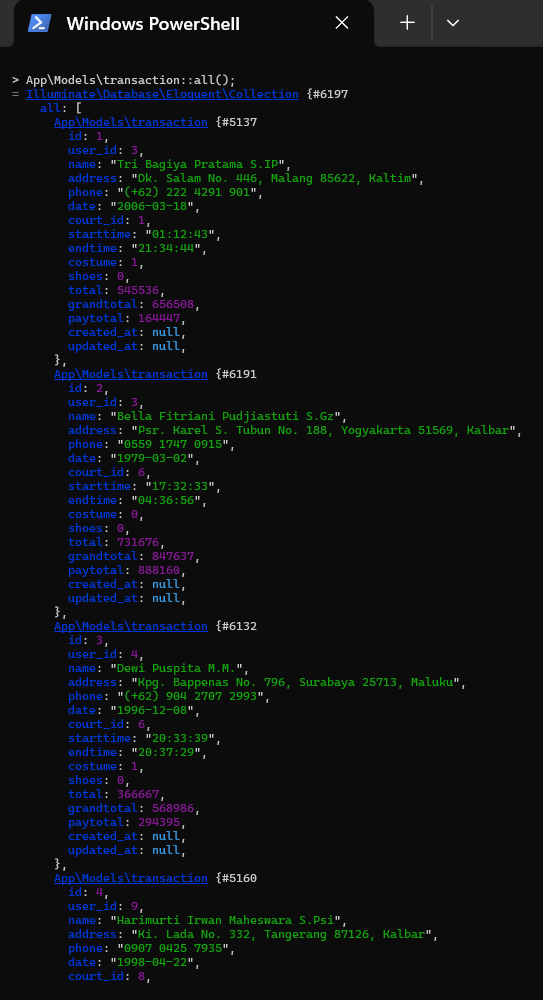 Windows PowerShell
> App\Models\transaction::all();
= Illuminate\Database\Eloquent\Collection {#6197
all: [
App\Models\transaction {#5137
id: 1,
user_id: 3,
name: "Tri Bagiya Pratama S.IP",
address: "Dk. Salam No. 446, Malang 85622, Kaltim",
phone: "(+62) 222 4291 901",
date: "2006-03-18",
court_id: 1,
starttime: "01:12:43",
endtime: "21:34:44",
costume: 1,
shoes: 0,
total: 545536,
grandtotal: 656508,
paytotal: 164447,
created_at: null,
updated_at: null,
},
App\Models\transaction {#6191
id: 2,
user_id: 3,
name: "Bella Fitriani Pudjiastuti S.Gz",
address: "Psr. Karel S. Tubun No. 188, Yogyakarta 51569, Kalbar",
phone: "0559 1747 0915",
date: "1979-03-02",
court_id: 6,
starttime: "17:32:33",
endtime: "04:36:56",
costume: 0,
shoes: 0,
total: 731676,
grandtotal: 847637,
paytotal: 888160,
created_at: null,
updated_at: null,
},
App\Models\transaction {#6132
id: 3,
user_id: 4,
name: "Dewi Puspita M.M.",
address: "Kpg. Bappenas No. 796, Surabaya 25713, Maluku",
phone: "(+62) 904 2707 2993",
date: "1996-12-08",
court_id: 6,
starttime: "20:33:39",
endtime: "20:37:29",
costume: 1,
shoes: 0,
total: 366667,
grandtotal: 568986,
paytotal: 294395,
created_at: null,
updated_at: null,
},
App\Models\transaction {#5160
id: 4,
user_id: 9,
name: "Harimurti Irwan Maheswara S.Psi",
address: "Ki. Lada No. 332, Tangerang 87126, Kalbar",
phone: "0907 0425 7935",
date: "1998-04-22",
court_id: 8,